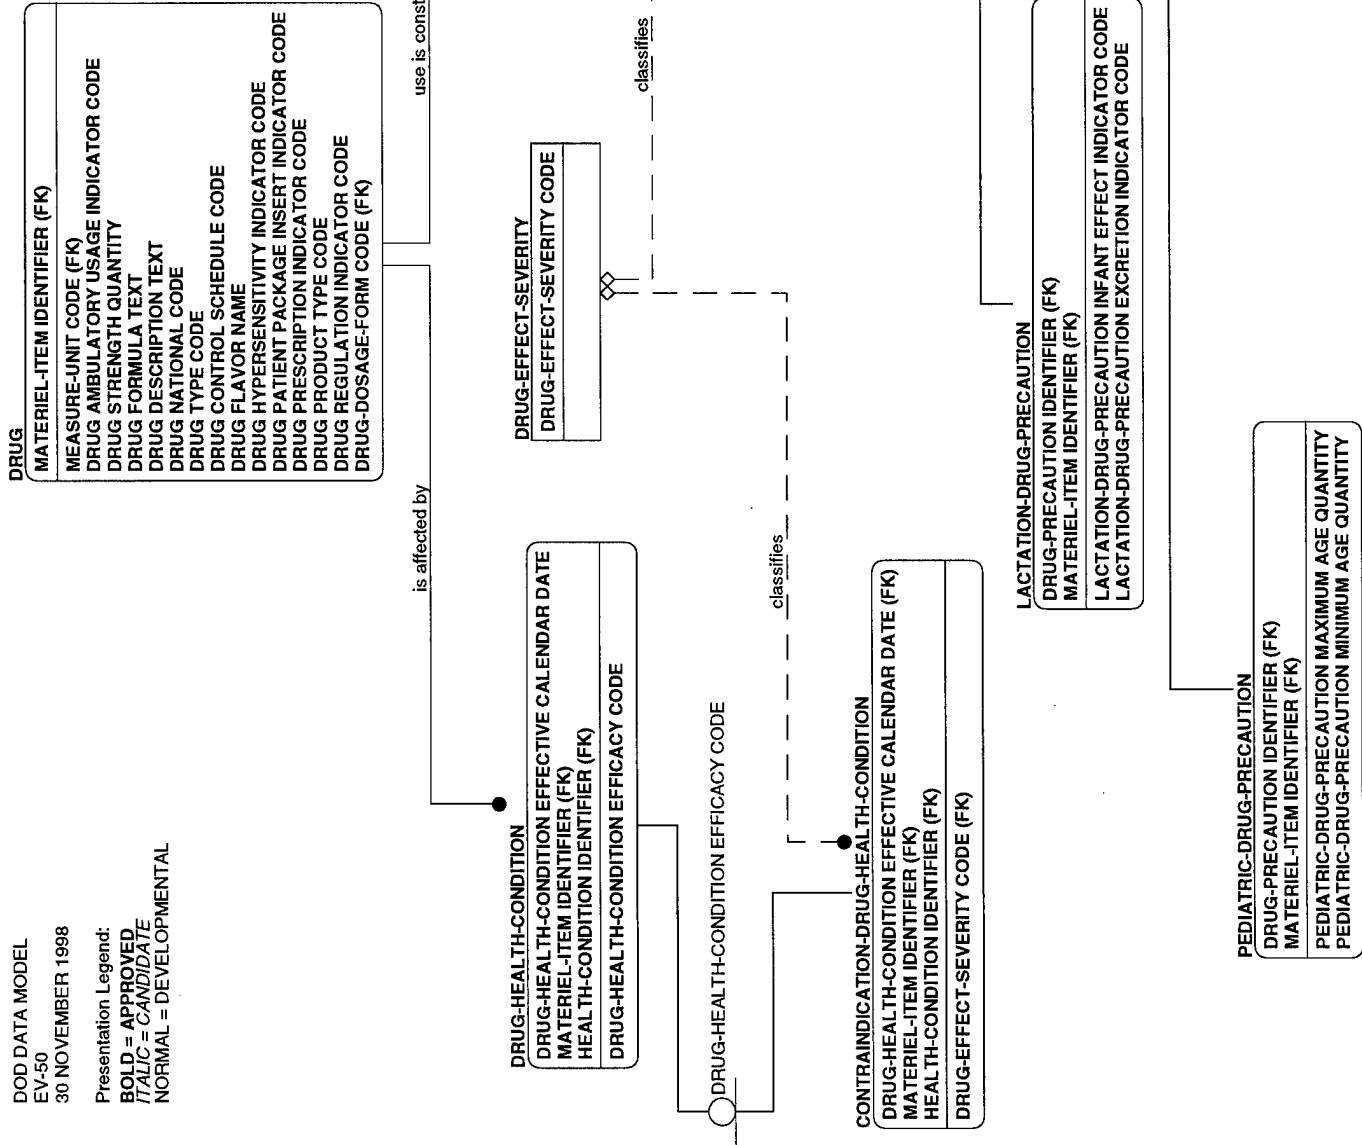 DOD DATA MODEL
EV-50
30 NOVEMBER 1998
Presentation Legend:
BOLD = APPROVED
ITALIC = CANDIDATE
NORMAL = DEVELOPMENTAL
DRUG
MATERIEL-ITEM IDENTIFIER (FK)
MEASURE-UNIT CODE (FK)
DRUG AMBULATORY USAGE INDICATOR CODE
DRUG STRENGTH QUANTITY
DRUG FORMULA TEXT
DRUG DESCRIPTION TEXT
DRUG NATIONAL CODE
DRUG TYPE CODE
DRUG CONTROL SCHEDULE CODE
DRUG FLAVOR NAME
DRUG HYPERSENSITIVITY INDICATOR CODE
DRUG PATIENT PACKAGE INSERT INDICATOR CODE
DRUG PRESCRIPTION INDICATOR CODE
DRUG PRODUCT TYPE CODE
DRUG REGULATION INDICATOR CODE
DRUG-DOSAGE-FORM CODE (FK)
is affected by
use is const
DRUG-HEALTH-CONDITION
DRUG-HEALTH-CONDITION EFFECTIVE CALENDAR DATE
MATERIEL-ITEM IDENTIFIER (FK)
HEALTH-CONDITION IDENTIFIER (FK)
DRUG-HEALTH-CONDITION EFFICACY CODE
DRUG-EFFECT-SEVERITY
DRUG-EFFECT-SEVERITY CODE
classifies
DRUG-HEALTH-CONDITION EFFICACY CODE
classifies
CONTRAINDICATION-DRUG-HEALTH-CONDITION
DRUG-HEALTH-CONDITION EFFECTIVE CALENDAR DATE (FK)
MATERIEL-ITEM IDENTIFIER (FK)
HEALTH-CONDITION IDENTIFIER (FK)
DRUG-EFFECT-SEVERITY CODE (FK)
LACTATION-DRUG-PRECAUTION
DRUG-PRECAUTION IDENTIFIER (FK)
MATERIEL-ITEM IDENTIFIER (FK)
LACTATION-DRUG-PRECAUTION INFANT EFFECT INDICATOR CODE
LACTATION-DRUG-PRECAUTION EXCRETION INDICATOR CODE
PEDIATRIC-DRUG-PRECAUTION
DRUG-PRECAUTION IDENTIFIER (FK)
MATERIEL-ITEM IDENTIFIER (FK)
PEDIATRIC-DRUG-PRECAUTION MAXIMUM AGE QUANTITY
PEDIATRIC-DRUG-PRECAUTION MINIMUM AGE QUANTITY